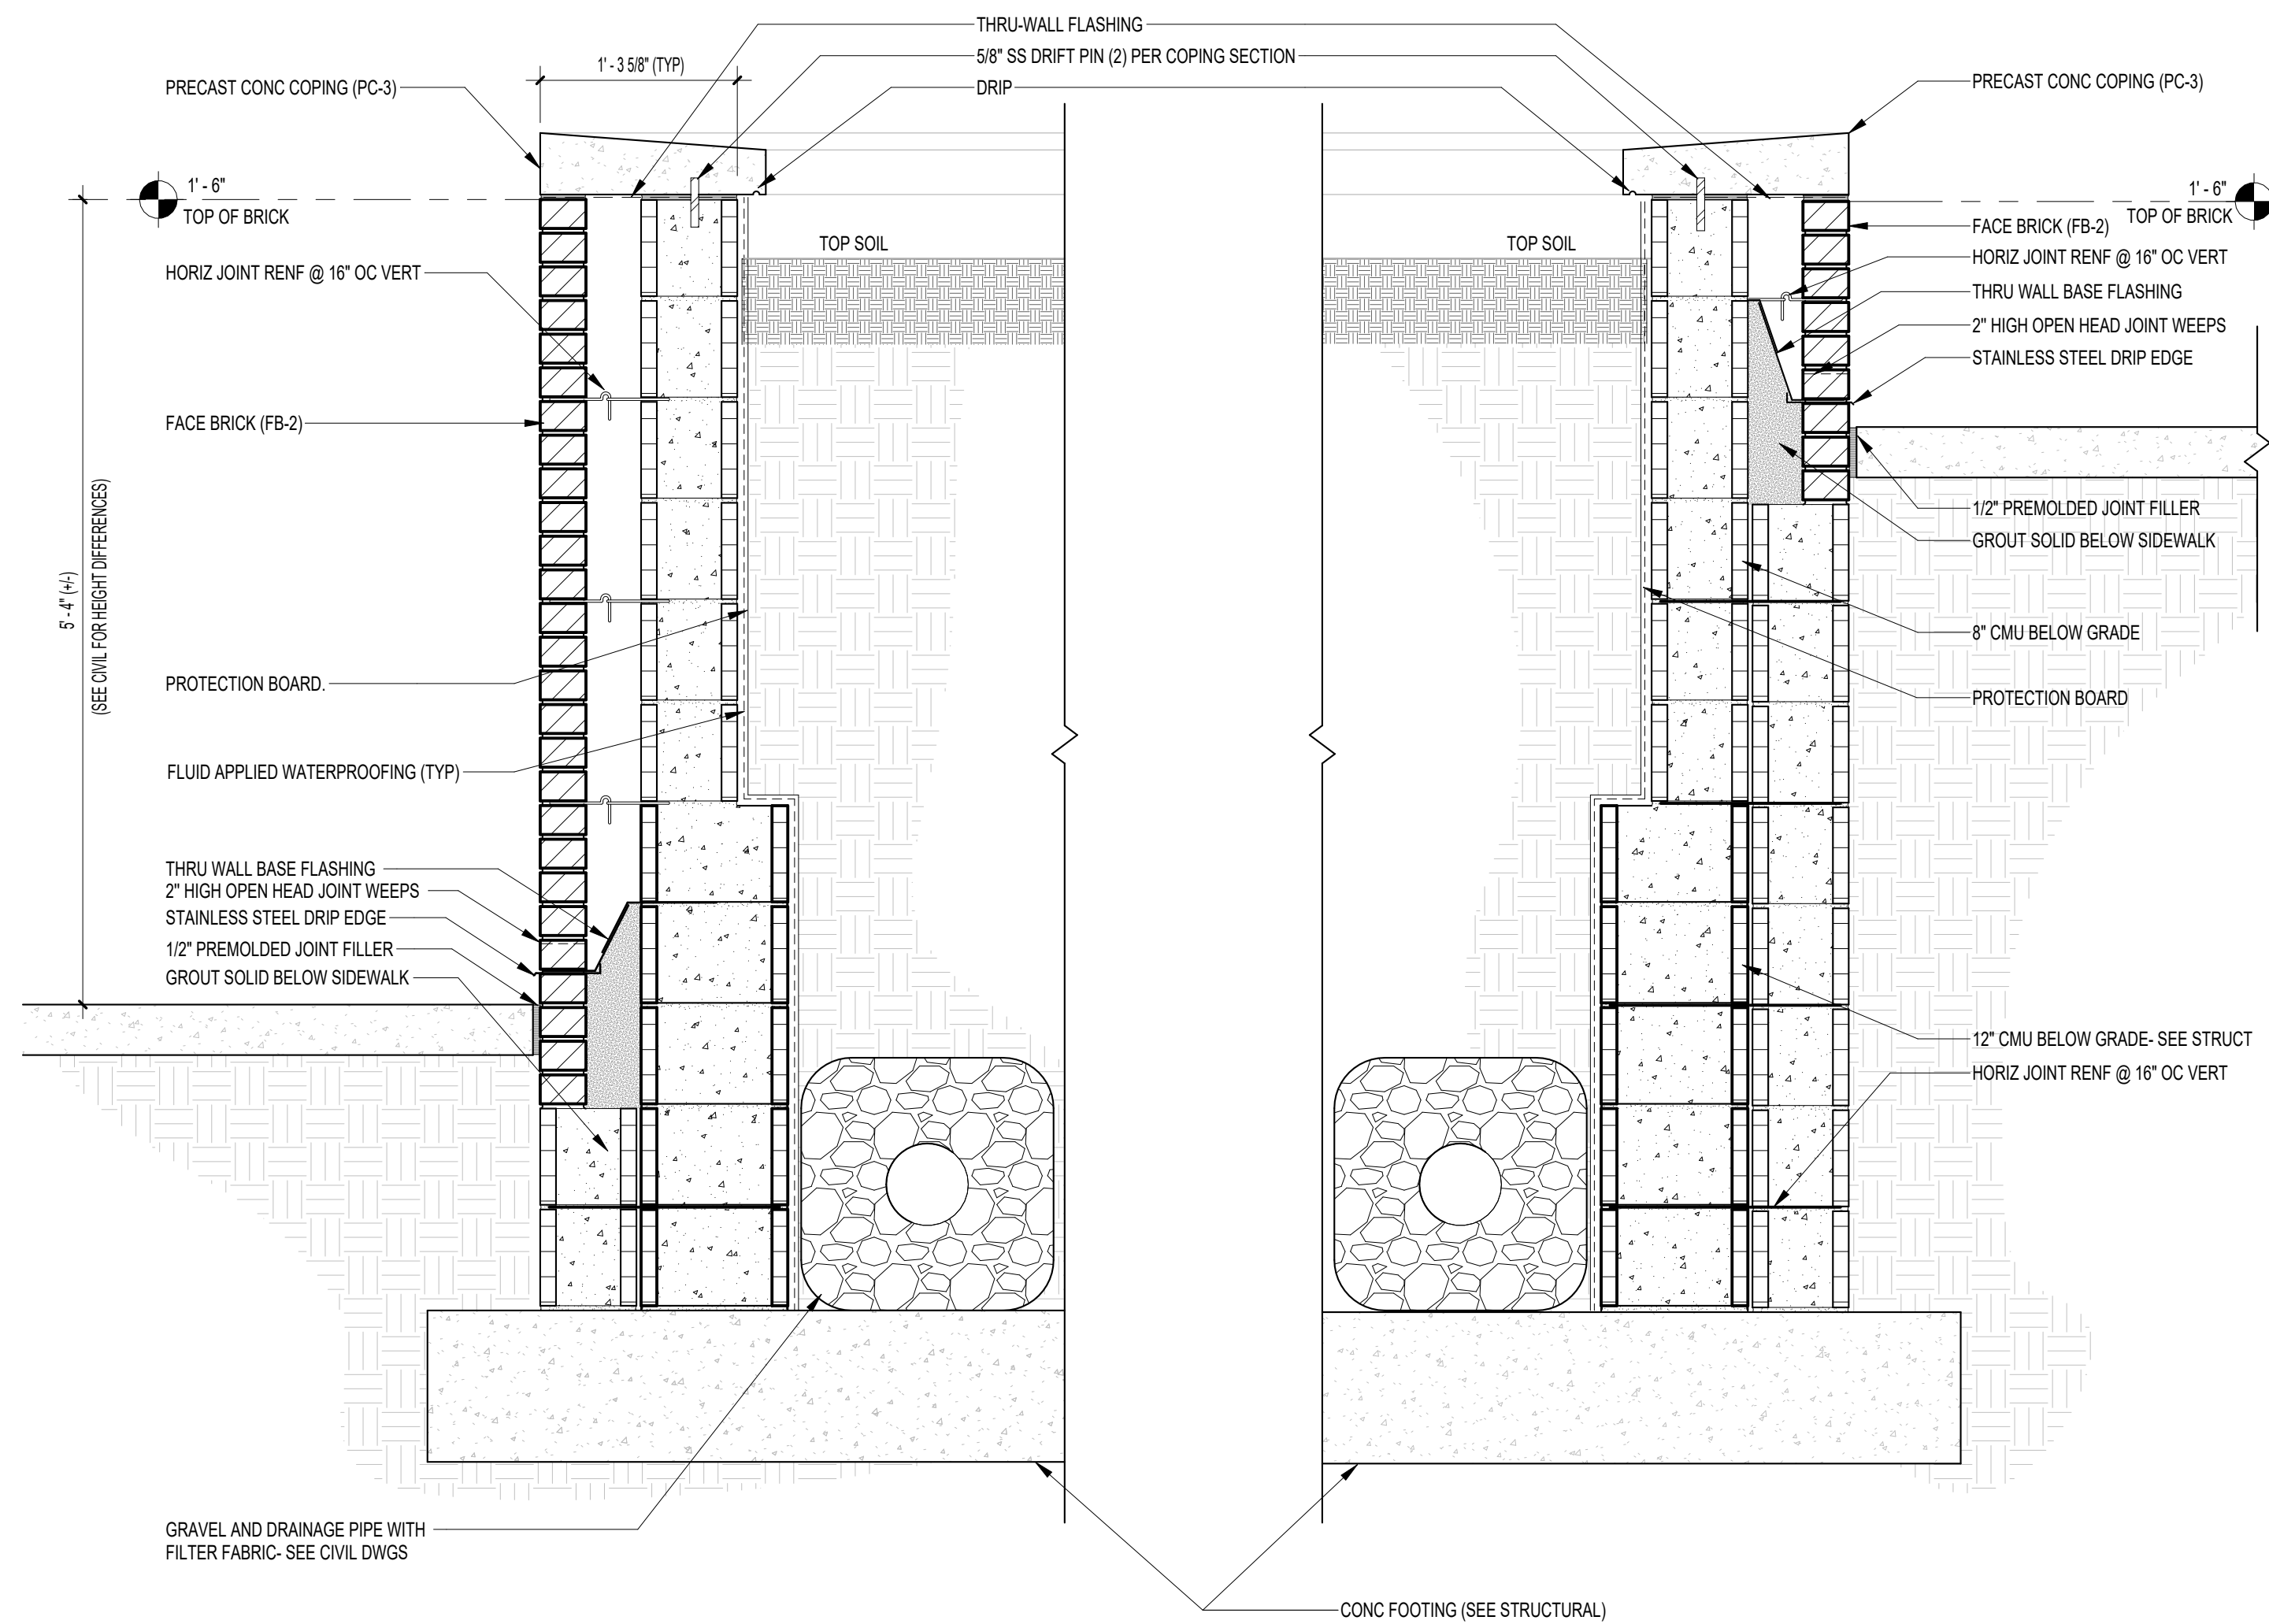 THRU-WALL FLASHING
5/8" SS DRIFT PIN (2) PER COPING SECTION
DRIP
1' - 3 5/8" (TYP)
PRECAST CONC COPING (PC-3)
1' - 6"
TOP OF BRICK
HORIZ JOINT RENF @ 16" OC VERT
FACE BRICK (FB-2)
5' - 4" (+/-)
(SEE CIVIL FOR HEIGHT DIFFERENCES)
PROTECTION BOARD.
FLUID APPLIED WATERPROOFING (TYP)
THRU WALL BASE FLASHING
2" HIGH OPEN HEAD JOINT WEEPS
STAINLESS STEEL DRIP EDGE
1/2" PREMOLDED JOINT FILLER
GROUT SOLID BELOW SIDEWALK
GRAVEL AND DRAINAGE PIPE WITH
FILTER FABRIC- SEE CIVIL DWGS
TOP SOIL
TOP SOIL
PRECAST CONC COPING (PC-3)
1' - 6"
TOP OF BRICK
FACE BRICK (FB-2)
HORIZ JOINT RENF @ 16" OC VERT
THRU WALL BASE FLASHING
2" HIGH OPEN HEAD JOINT WEEPS
STAINLESS STEEL DRIP EDGE
1/2" PREMOLDED JOINT FILLER
GROUT SOLID BELOW SIDEWALK
8" CMU BELOW GRADE
PROTECTION BOARD
12" CMU BELOW GRADE- SEE STRUCT
HORIZ JOINT RENF @ 16" OC VERT
CONC FOOTING (SEE STRUCTURAL)